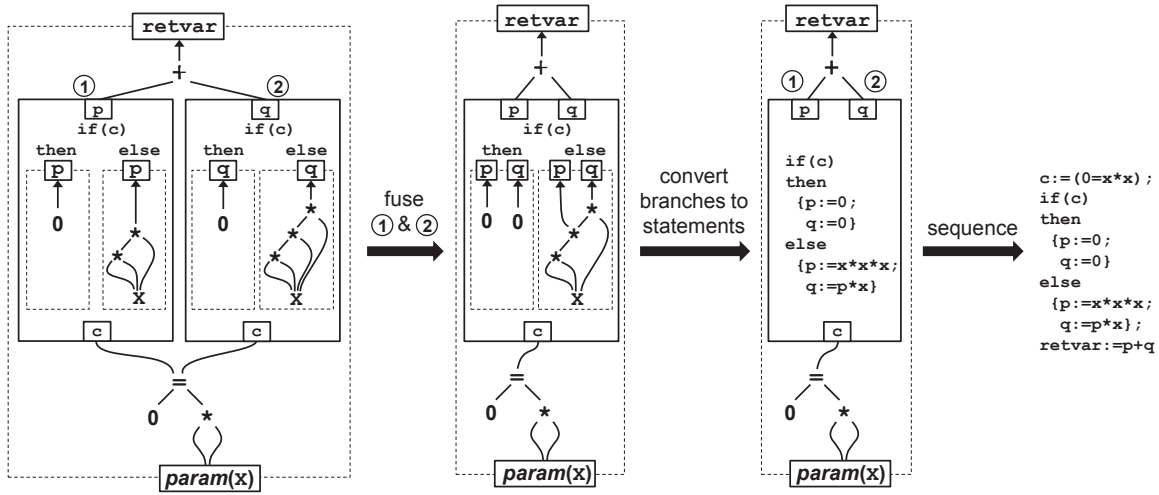 retvar
+
① ②
p q
if(c) if(c)
then else then else
p p q q
0 * 0 *
* *
x *
x
c c
=
0 *
param(x)
fuse
① & ②
retvar
+
p q
if(c)
then else
p q p q
0 0 *
*
*
x
c
=
0 *
param(x)
convert
branches to
statements
retvar
+
① ②
p q
if(c)
then
{p:=0;
q:=0}
else
{p:=x*x*x;
q:=p*x}
c
=
0 *
param(x)
sequence
c:=(0=x*x);
if(c)
then
{p:=0;
q:=0}
else
{p:=x*x*x;
q:=p*x};
retvar:=p+q